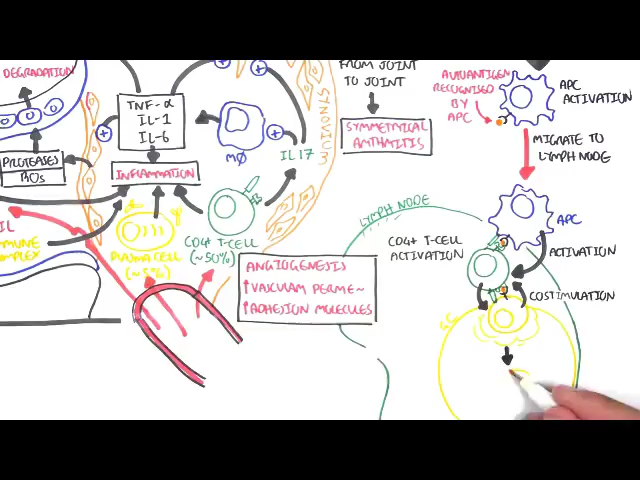 DEGRADATION
PROTEASES
ROS
TNF-α
IL-1
IL-6
INFLAMMATION
MØ
IL17
SYNOVIUM
FROM JOINT
TO JOINT
SYMMETRICAL
ARTHRITIS
AUTOANTIGEN
RECOGNISED
BY
APC
APC
ACTIVATION
MIGRATE TO
LYMPH NODE
IL
IMMUNE
COMPLEX
PLASMA CELL
(~5%)
CD4+ T-CELL
(~50%)
ANGIOGENESIS
↑VASCULAR PERME~
↑ADHESION MOLECULES
LYMPH NODE
APC
CD4+ T-CELL
ACTIVATION
ACTIVATION
COSTIMULATION
GC